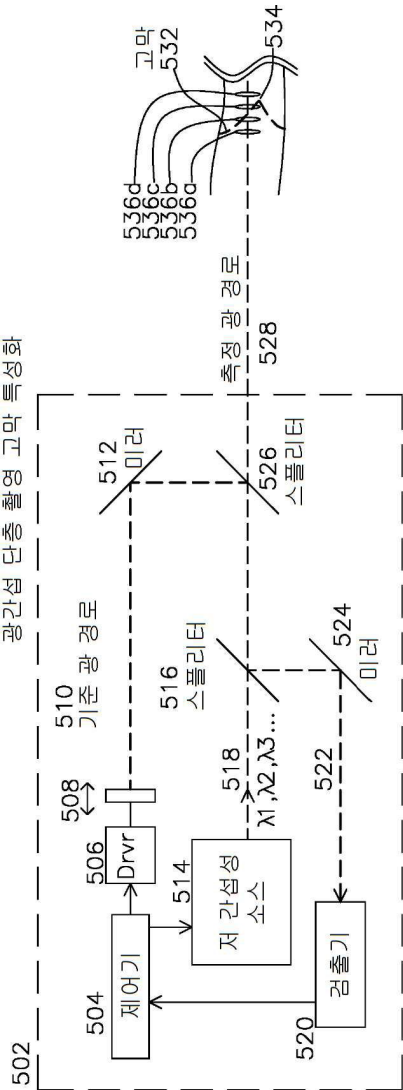 광간섭 단층 촬영 고막 특성화
502
504
제어기
506
Drvr
508
510
기준 광 경로
512
미러
514
저 간섭성
소스
516
스플리터
518
λ1,λ2,λ3...
520
검출기
522
524
미러
526
스플리터
측정 광 경로
528
536d
536c
536b
536a
고막
532
534